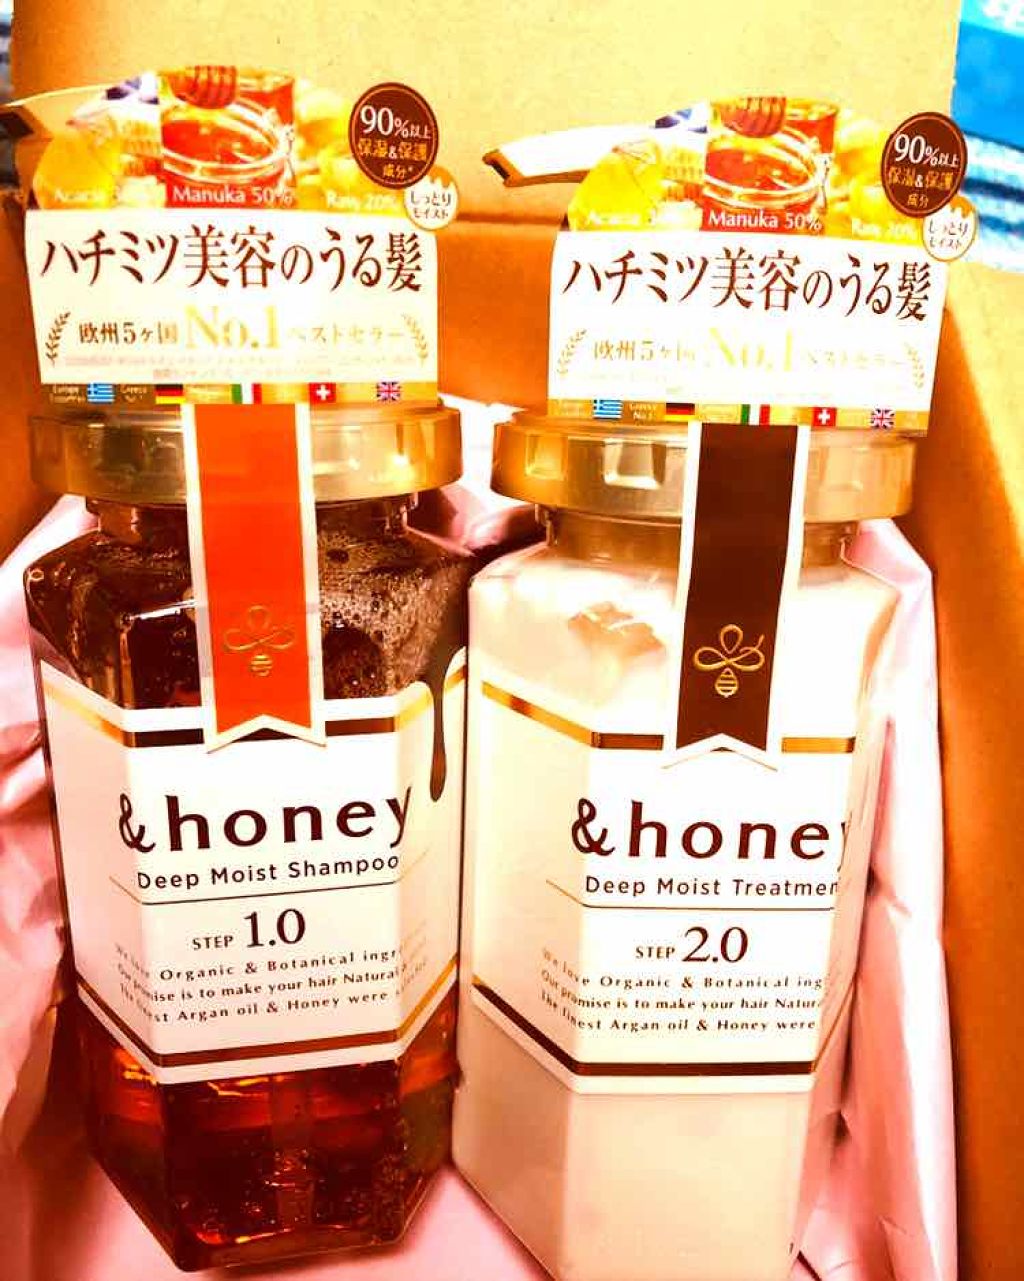 90%以上
保湿&保護
成分*
Acacia 30%
Manuka 50%
Raw 20%
しっとり
モイスト
ハチミツ美容のうる髪
欧州5ヶ国 No.1 ベストセラー
&honey
Deep Moist Shampoo
STEP 1.0
We love Organic & Botanical ingr
Our promise is to make your hair Natural
The finest Argan oil & Honey were
90%以上
保湿&保護
成分
Acacia
Manuka 50%
Raw 20%
しっとり
モイスト
ハチミツ美容のうる髪
欧州5ヶ国 No.1 ベストセラー
Greece
No.1
&honey
Deep Moist Treatmen
STEP 2.0
We love Organic & Botanical ing
Our promise is to make your hair Natur
The finest Argan oil & Honey were